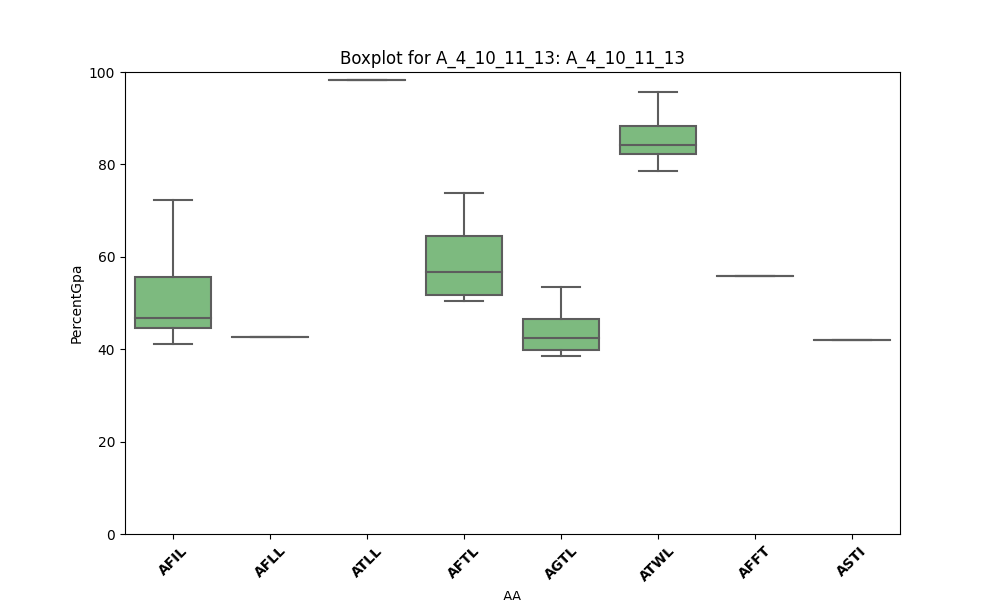 Boxplot for A_4_10_11_13: A_4_10_11_13
PercentGpa
100
80
60
40
20
0
AFIL
AFLL
ATLL
AFTL
AGTL
ATWL
AFFT
ASTI
AA